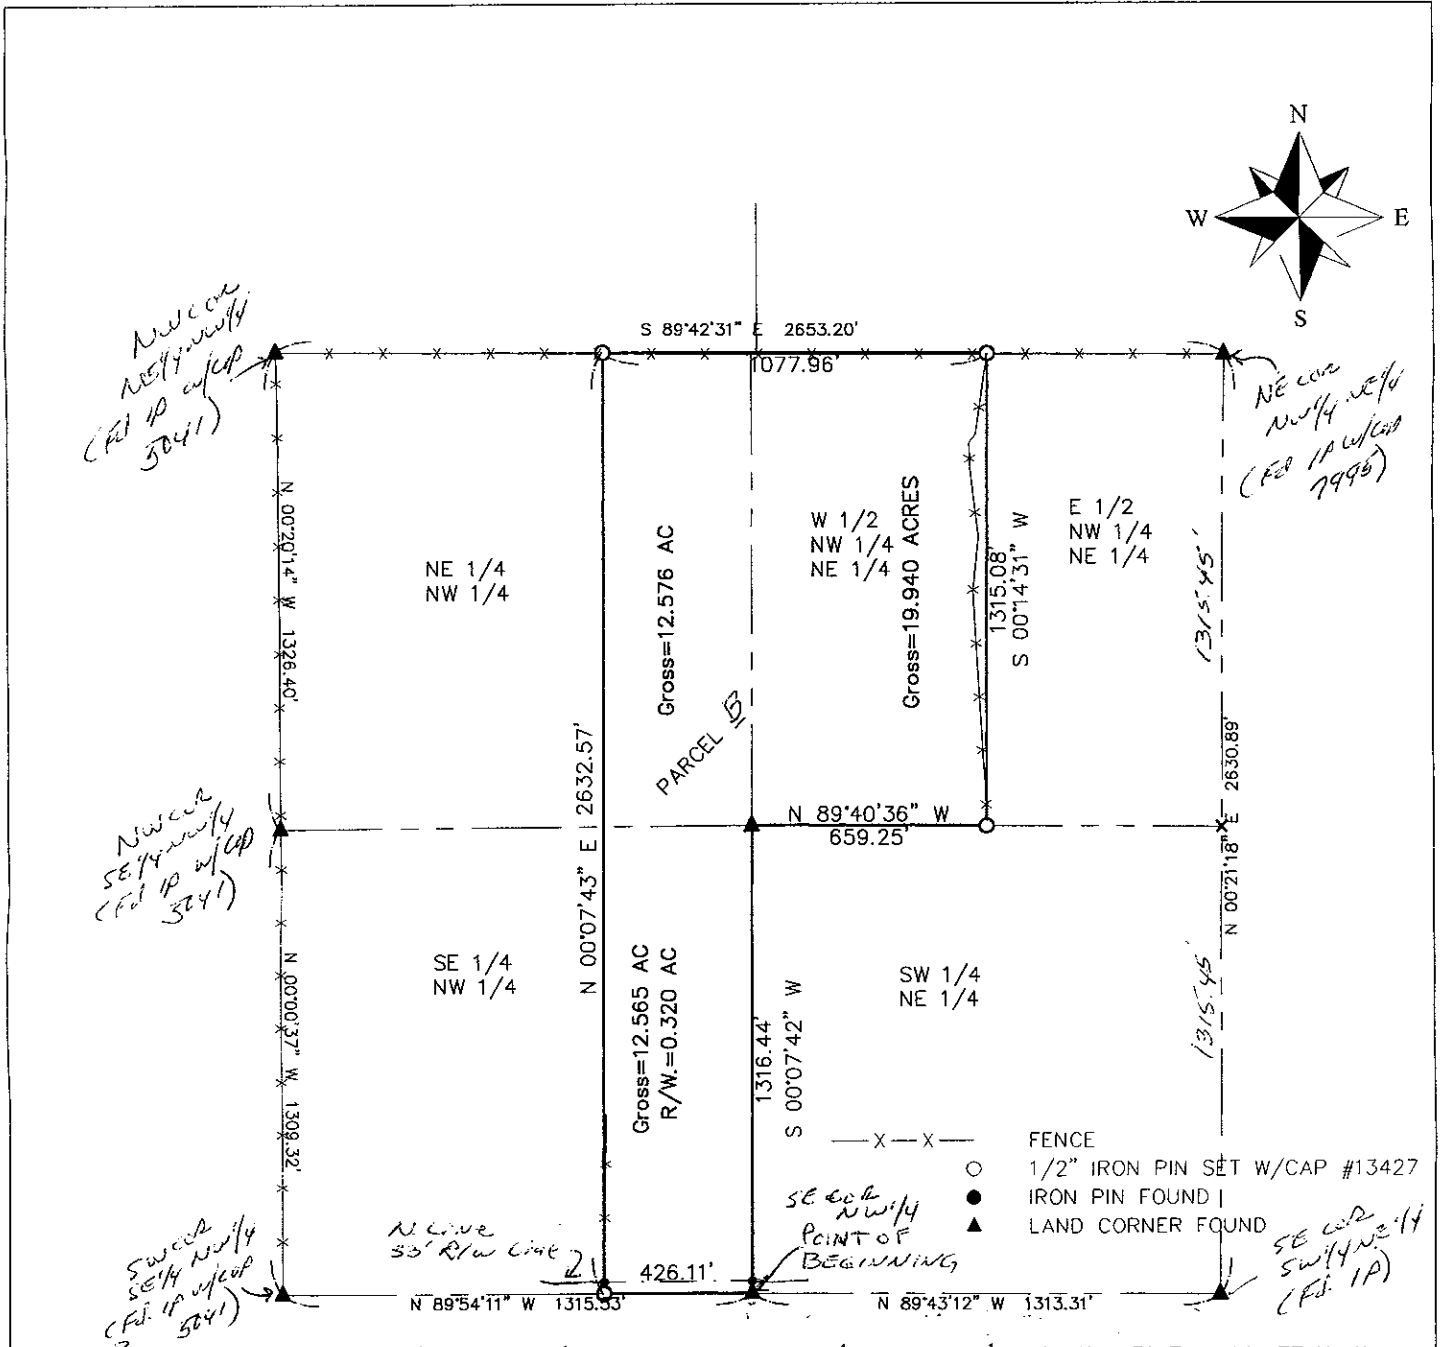 N
W
E
S
NW COR
NE1/4 NW1/4
(Fd IP w/cap
5041)
S 89°42'31" E 2653.20'
1077.96'
NE COR
NW1/4 NE1/4
(Fd IP w/cap
7995)
N 00°20'14" W 1326.40'
NE 1/4
NW 1/4
Gross=12.576 AC
W 1/2
NW 1/4
NE 1/4
Gross=19.940 ACRES
1315.08'
S 00°14'31" W
E 1/2
NW 1/4
NE 1/4
1315.45'
PARCEL B
N 00°07'43" E 2632.57'
N 89°40'36" W
659.25'
N 00°21'18" E 2630.89'
NW COR
SE1/4 NW1/4
(Fd IP w/cap
5041)
N 00°00'37" W 1309.32'
SE 1/4
NW 1/4
Gross=12.565 AC
R/W.=0.320 AC
1316.44'
S 00°07'42" W
SW 1/4
NE 1/4
1315.45'
X X FENCE
1/2" IRON PIN SET W/CAP #13427
IRON PIN FOUND
LAND CORNER FOUND
SW COR
SE1/4 NW1/4
(Fd. IP w/cap
5041)
N. Line
33' R/W Line
SE COR
NW1/4
POINT OF
BEGINNING
SE COR
SW1/4 NE1/4
(Fd. IP)
426.11'
N 89°54'11" W 1315.53'
N 89°43'12" W 1313.31'